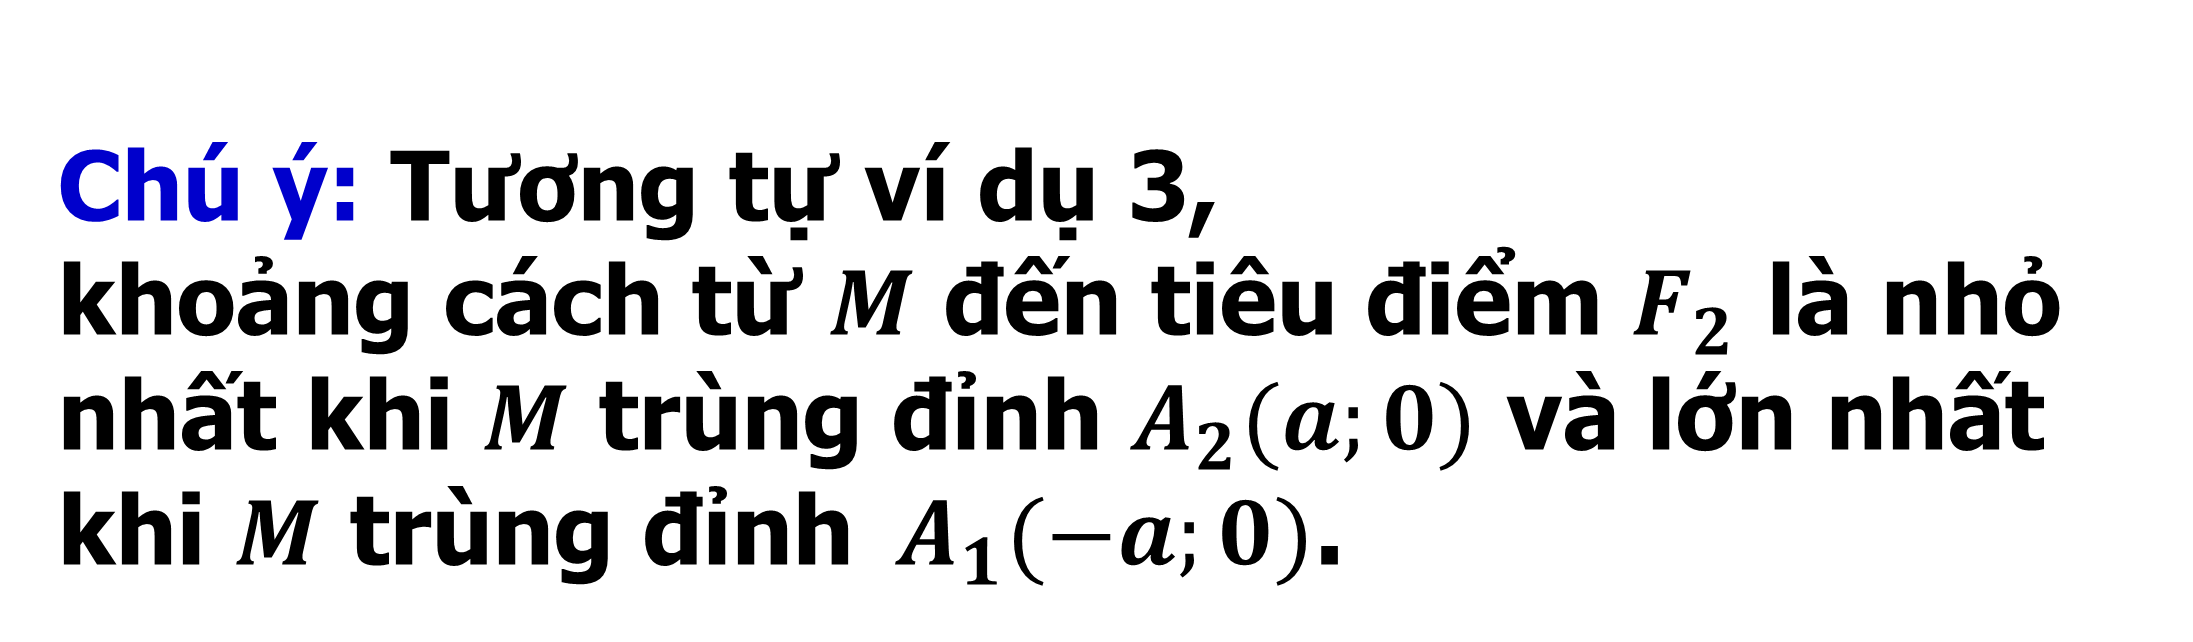 Chú ý: Tương tự ví dụ 3,
khoảng cách từ M đến tiêu điểm F₂ là nhỏ
nhất khi M trùng đỉnh A₂(a; 0) và lớn nhất
khi M trùng đỉnh A₁(−a; 0).